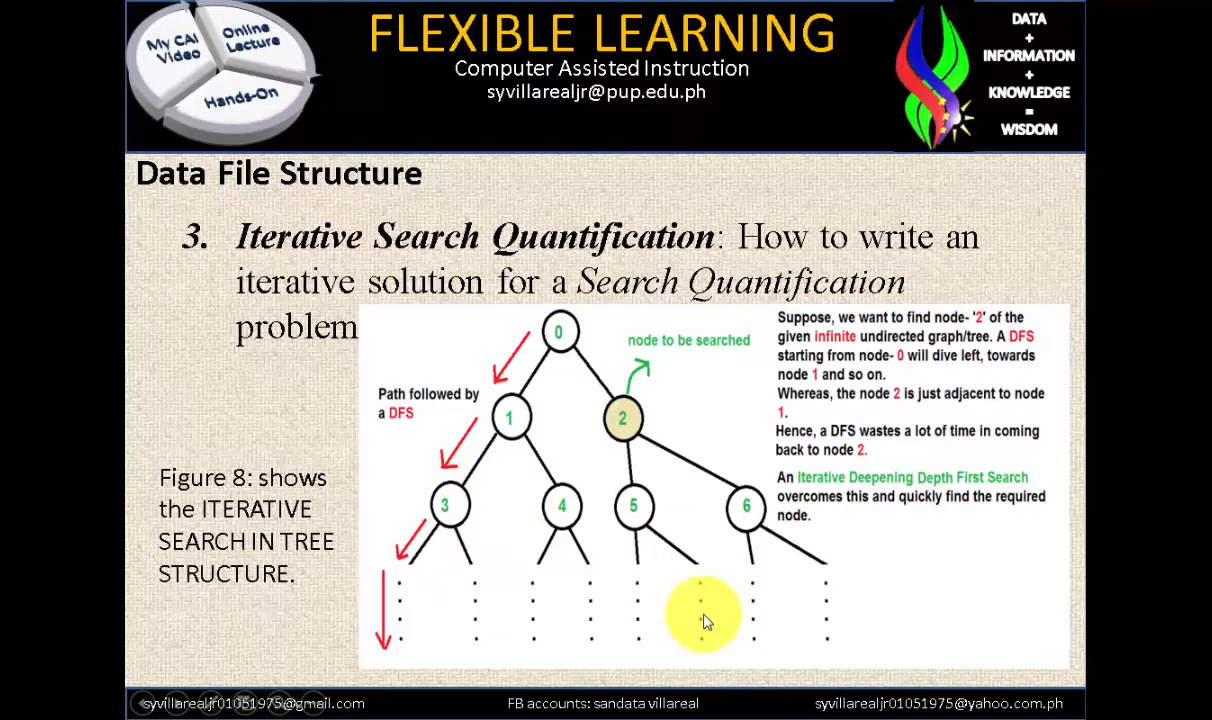 My CAI
Video
Online
Lecture
Hands-On
FLEXIBLE LEARNING
Computer Assisted Instruction
syvillarealjr@pup.edu.ph
DATA
+
INFORMATION
+
KNOWLEDGE
=
WISDOM
Data File Structure
3. Iterative Search Quantification: How to write an
iterative solution for a Search Quantification
problem
Figure 8: shows
the ITERATIVE
SEARCH IN TREE
STRUCTURE.
Path followed by
a DFS
node to be searched
0
1
2
3
4
5
6
Suppose, we want to find node- '2' of the
given infinite undirected graph/tree. A DFS
starting from node- 0 will dive left, towards
node 1 and so on.
Whereas, the node 2 is just adjacent to node
1.
Hence, a DFS wastes a lot of time in coming
back to node 2.
An Iterative Deepening Depth First Search
overcomes this and quickly find the required
node.
syvillarealjr01051975@gmail.com
FB accounts: sandata villareal
syvillarealjr01051975@yahoo.com.ph